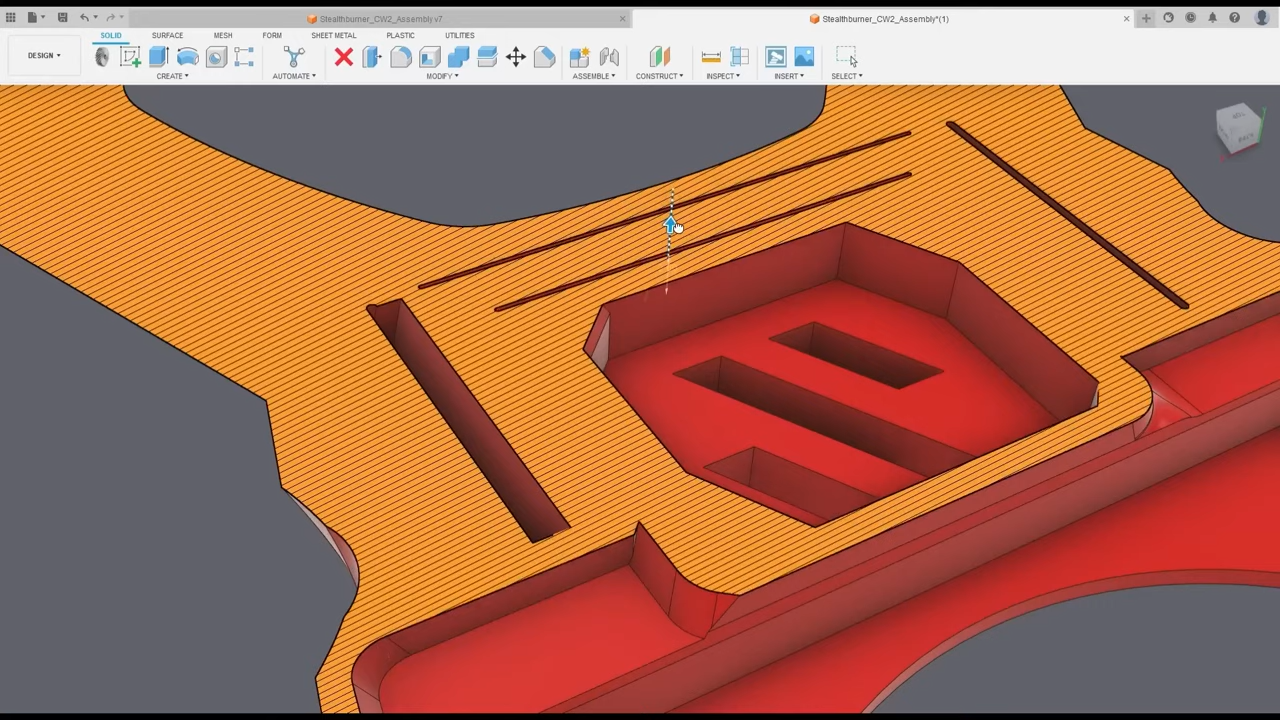 Stealthburner_CW2_Assembly v7
Stealthburner_CW2_Assembly*(1)
SOLID SURFACE MESH FORM SHEET METAL PLASTIC UTILITIES
DESIGN
CREATE AUTOMATE MODIFY ASSEMBLE CONSTRUCT INSPECT INSERT SELECT
BACK